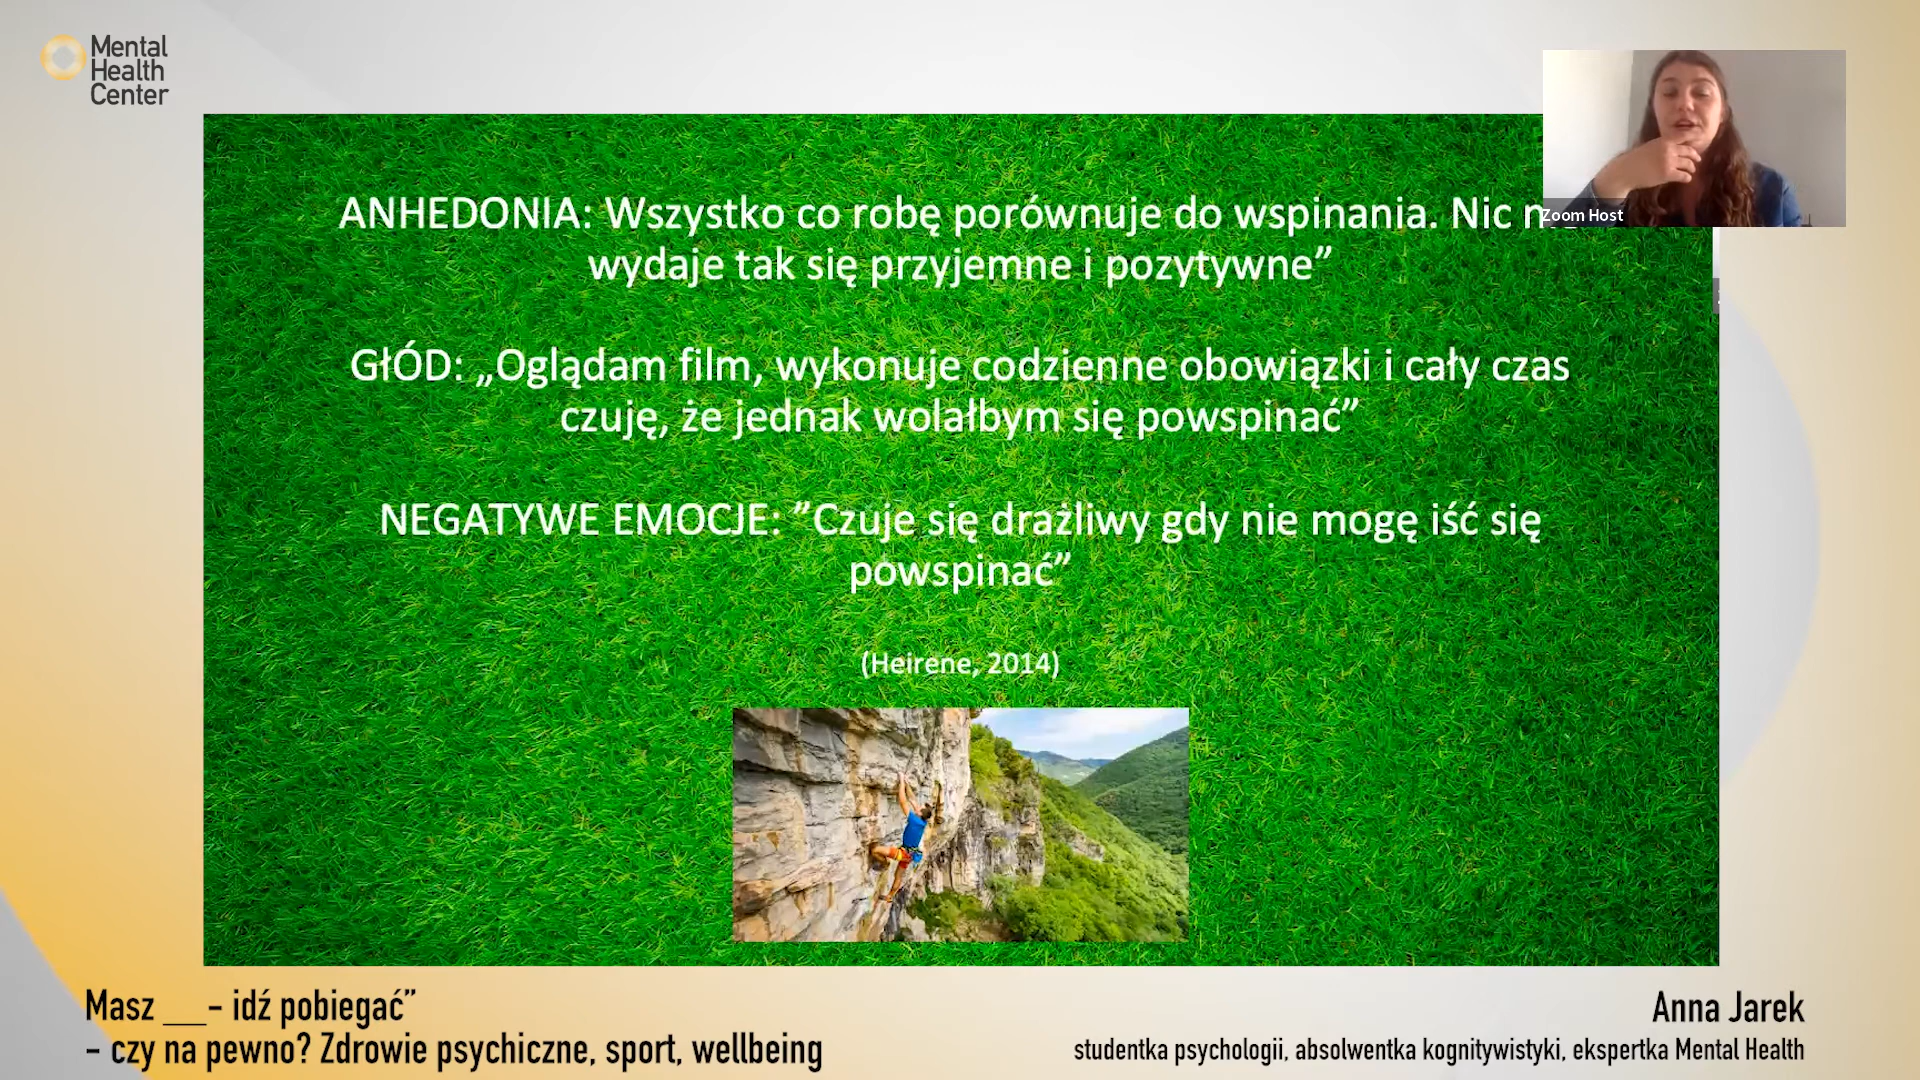 Mental
Health
Center
Zoom Host
ANHEDONIA: Wszystko co robę porównuje do wspinania. Nic
wydaje tak się przyjemne i pozytywne”
GłÓD: „Oglądam film, wykonuje codzienne obowiązki i cały czas
czuję, że jednak wolałbym się powspinać”
NEGATYWE EMOCJE: ”Czuje się drażliwy gdy nie mogę iść się
powspinać”
(Heirene, 2014)
Masz __- idź pobiegać”
- czy na pewno? Zdrowie psychiczne, sport, wellbeing
Anna Jarek
studentka psychologii, absolwentka kognitywistyki, ekspertka Mental Health